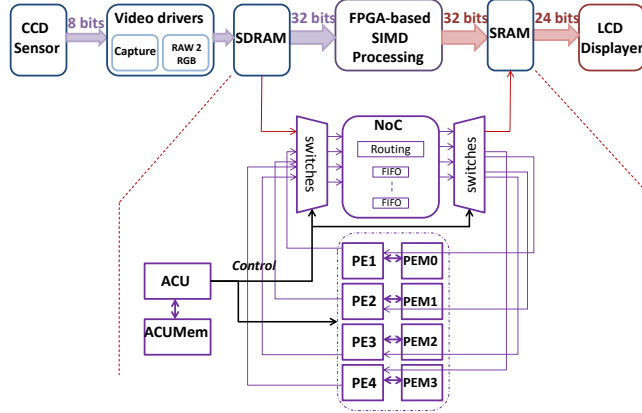 CCD
Sensor
8 bits
Video drivers
Capture
RAW 2
RGB
SDRAM
32 bits
FPGA-based
SIMD
Processing
32 bits
SRAM
24 bits
LCD
Displayer
switches
NoC
Routing
FIFO
FIFO
switches
Control
ACU
ACUMem
PE1
PEM0
PE2
PEM1
PE3
PEM2
PE4
PEM3